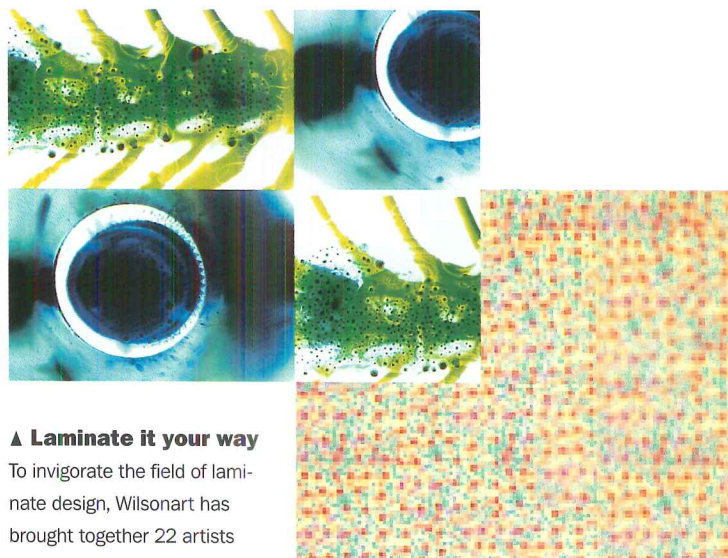 ▲ Laminate it your way
To invigorate the field of lami-
nate design, Wilsonart has
brought together 22 artists